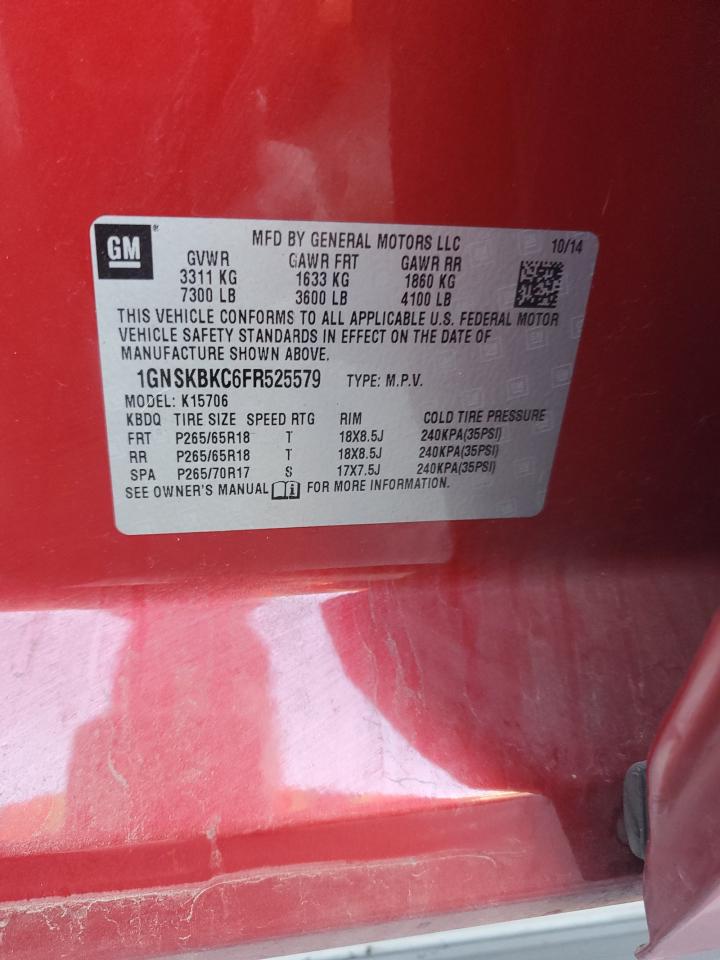 GM ®
MFD BY GENERAL MOTORS LLC 10/14
GVWR GAWR FRT GAWR RR
3311 KG 1633 KG 1860 KG
7300 LB 3600 LB 4100 LB
THIS VEHICLE CONFORMS TO ALL APPLICABLE U.S. FEDERAL MOTOR
VEHICLE SAFETY STANDARDS IN EFFECT ON THE DATE OF
MANUFACTURE SHOWN ABOVE.
1GNSKBKC6FR525579 TYPE: M.P.V.
MODEL: K15706
KBDQ TIRE SIZE SPEED RTG RIM COLD TIRE PRESSURE
FRT P265/65R18 T 18X8.5J 240KPA(35PSI)
RR P265/65R18 T 18X8.5J 240KPA(35PSI)
SPA P265/70R17 S 17X7.5J 240KPA(35PSI)
SEE OWNER'S MANUAL i FOR MORE INFORMATION.